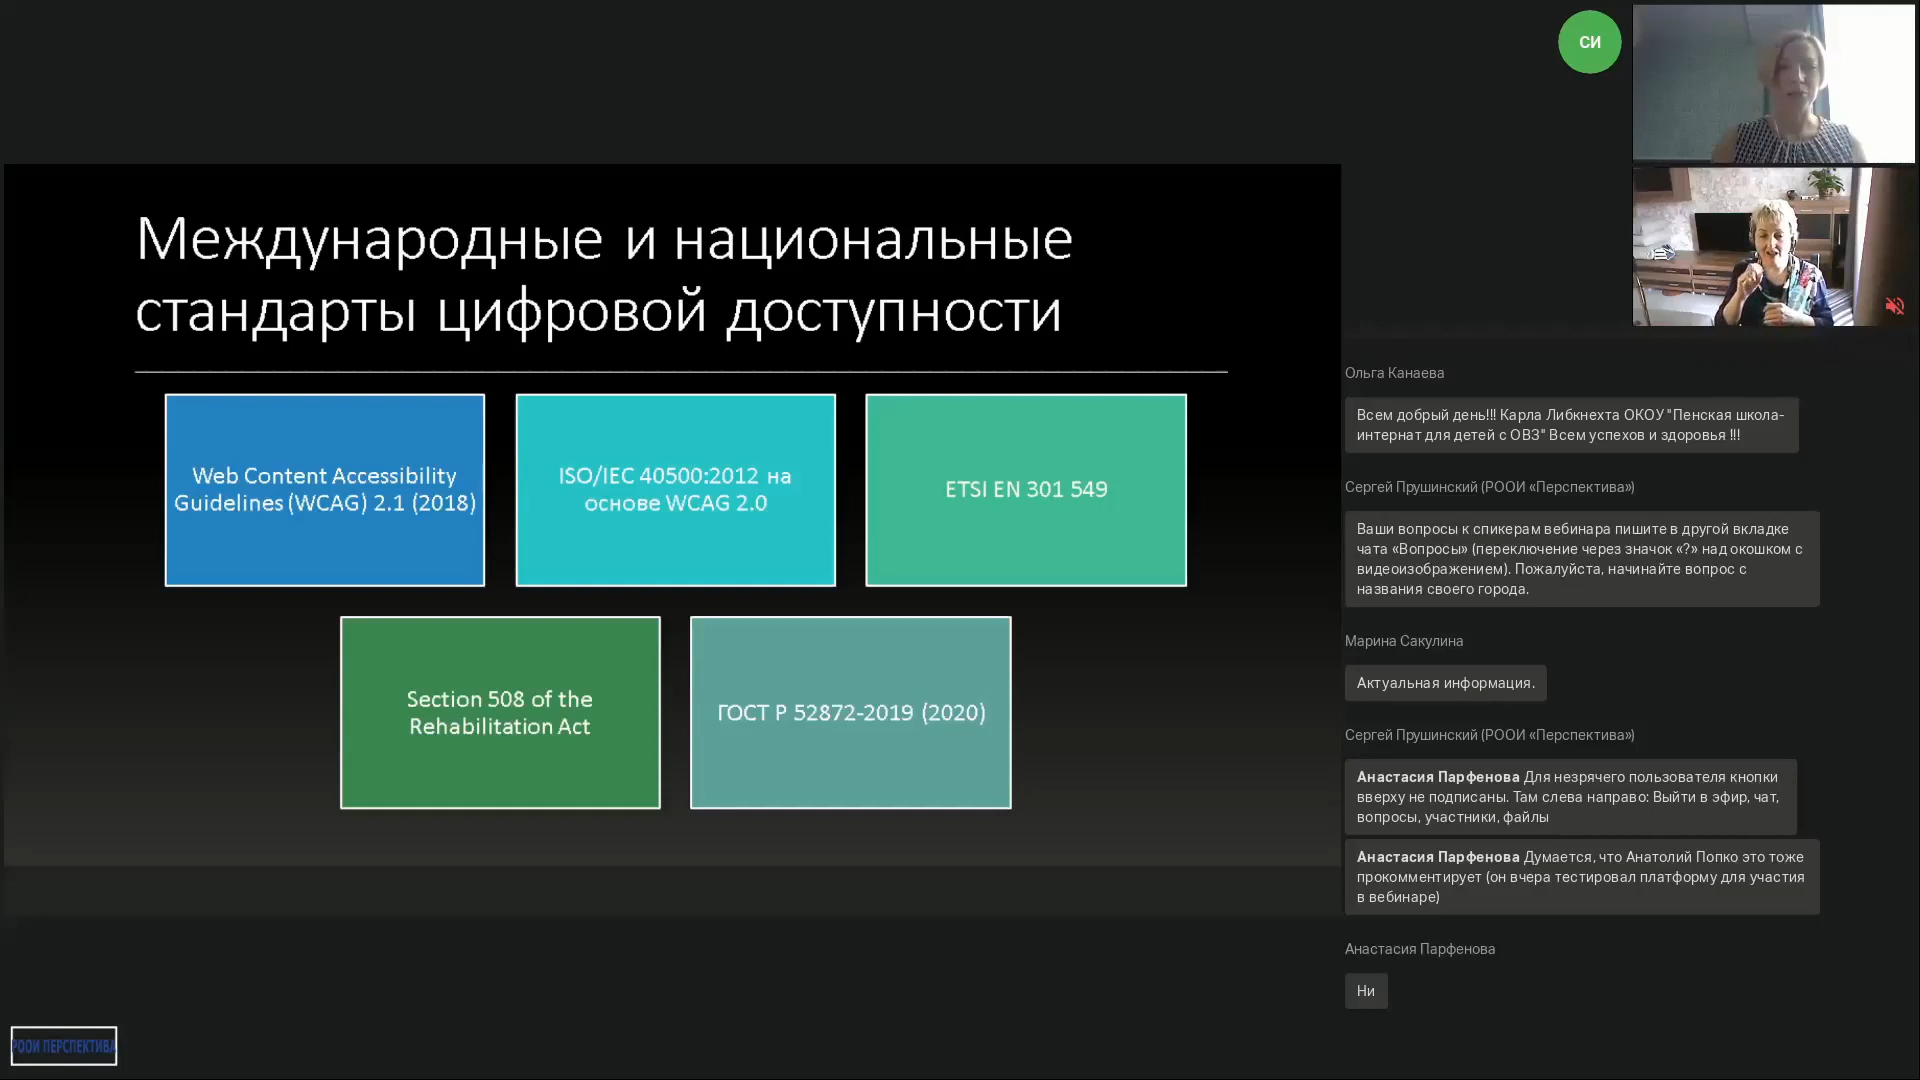 СИ
Международные и национальные
стандарты цифровой доступности
Web Content Accessibility
Guidelines (WCAG) 2.1 (2018)
ISO/IEC 40500:2012 на
основе WCAG 2.0
ETSI EN 301 549
Section 508 of the
Rehabilitation Act
ГОСТ Р 52872-2019 (2020)
Ольга Канаева
Всем добрый день!!! Карла Либкнехта ОКОУ "Пенская школа-
интернат для детей с ОВЗ" Всем успехов и здоровья !!!
Сергей Прушинский (РООИ «Перспектива»)
Ваши вопросы к спикерам вебинара пишите в другой вкладке
чата «Вопросы» (переключение через значок «?» над окошком с
видеоизображением). Пожалуйста, начинайте вопрос с
названия своего города.
Марина Сакулина
Актуальная информация.
Сергей Прушинский (РООИ «Перспектива»)
Анастасия Парфенова Для незрячего пользователя кнопки
вверху не подписаны. Там слева направо: Выйти в эфир, чат,
вопросы, участники, файлы
Анастасия Парфенова Думается, что Анатолий Попко это тоже
прокомментирует (он вчера тестировал платформу для участия
в вебинаре)
Анастасия Парфенова
Ни
РООИ ПЕРСПЕКТИВА